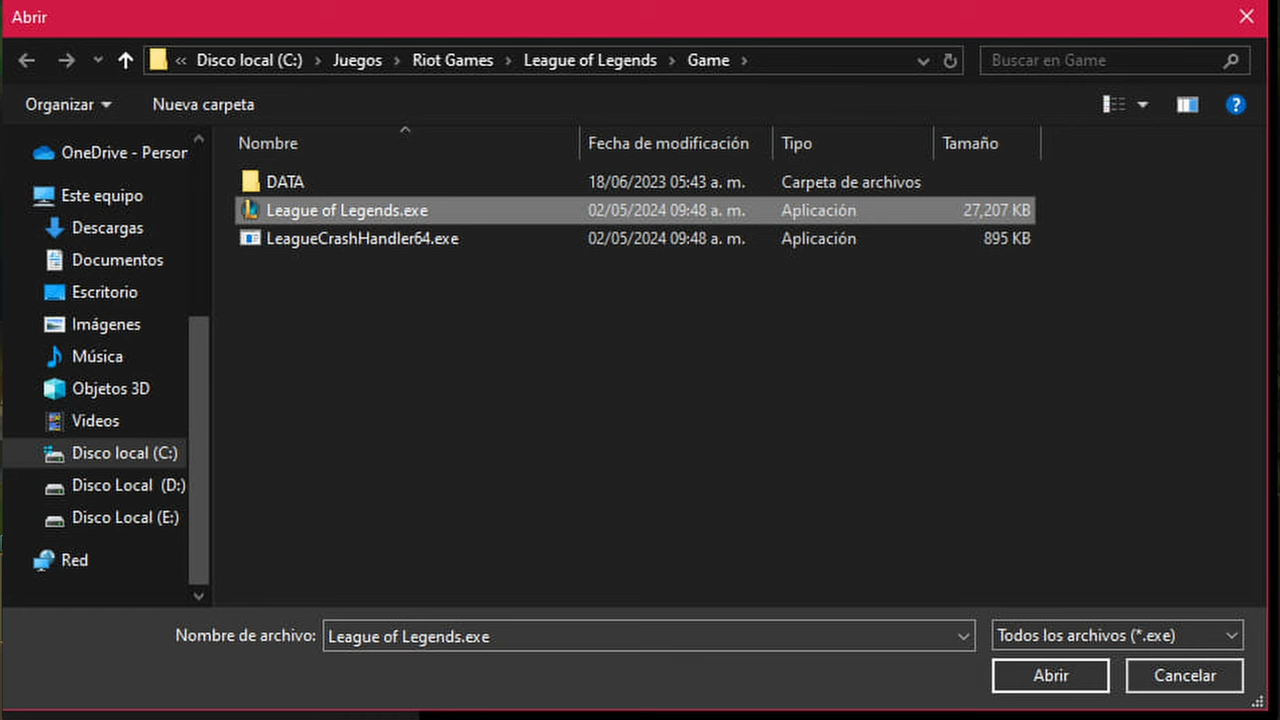 Abrir
« Disco local (C:) > Juegos > Riot Games > League of Legends > Game >
Buscar en Game
Organizar Nueva carpeta
Nombre Fecha de modificación Tipo Tamaño
DATA 18/06/2023 05:43 a. m. Carpeta de archivos
League of Legends.exe 02/05/2024 09:48 a. m. Aplicación 27,207 KB
LeagueCrashHandler64.exe 02/05/2024 09:48 a. m. Aplicación 895 KB
OneDrive - Person
Este equipo
Descargas
Documentos
Escritorio
Imágenes
Música
Objetos 3D
Videos
Disco local (C:)
Disco Local (D:)
Disco Local (E:)
Red
Nombre de archivo: League of Legends.exe
Todos los archivos (*.exe)
Abrir Cancelar